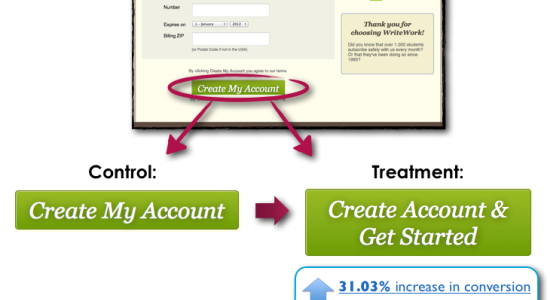 Number
Expires on
1 - January
2012
Billing ZIP
(or Postal Code if not in the USA)
Thank you for
choosing WriteWork!
Did you know that over 1,000 students
subscribe safely with us every month?
Or that they've been doing so since
1995?
By clicking Create My Account you agree to our terms
Create My Account
Control:
Treatment:
Create My Account
Create Account &
Get Started
31.03% increase in conversion